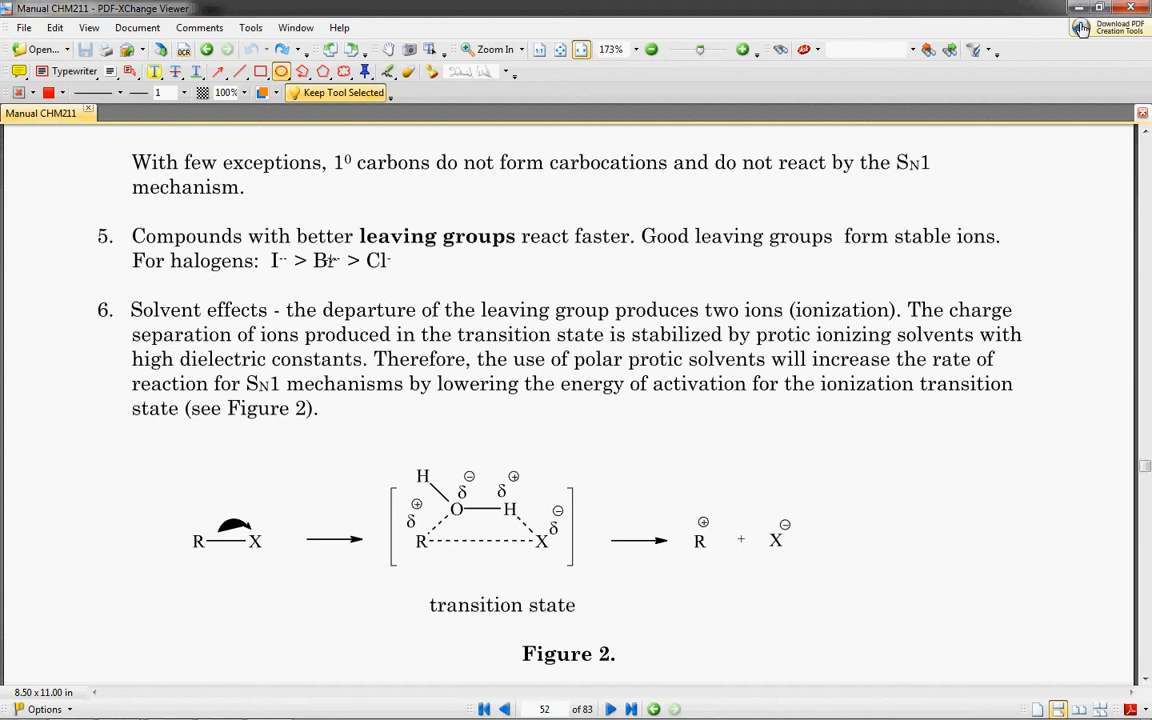 Manual CHM211 - PDF-XChange Viewer
File Edit View Document Comments Tools Window Help
Download PDF
Creation Tools
Open... OCR Zoom In 173%
Typewriter
1 100% Keep Tool Selected
Manual CHM211
With few exceptions, 1⁰ carbons do not form carbocations and do not react by the SN1
mechanism.
5. Compounds with better leaving groups react faster. Good leaving groups form stable ions.
For halogens: I⁻ > Br⁻ > Cl⁻
6. Solvent effects - the departure of the leaving group produces two ions (ionization). The charge
separation of ions produced in the transition state is stabilized by protic ionizing solvents with
high dielectric constants. Therefore, the use of polar protic solvents will increase the rate of
reaction for SN1 mechanisms by lowering the energy of activation for the ionization transition
state (see Figure 2).
H ⊖ ⊕
δ δ
⊕ O H ⊖ ⊕ ⊖
δ δ
R X R X R + X
transition state
Figure 2.
8.50 x 11.00 in
Options 52 of 83